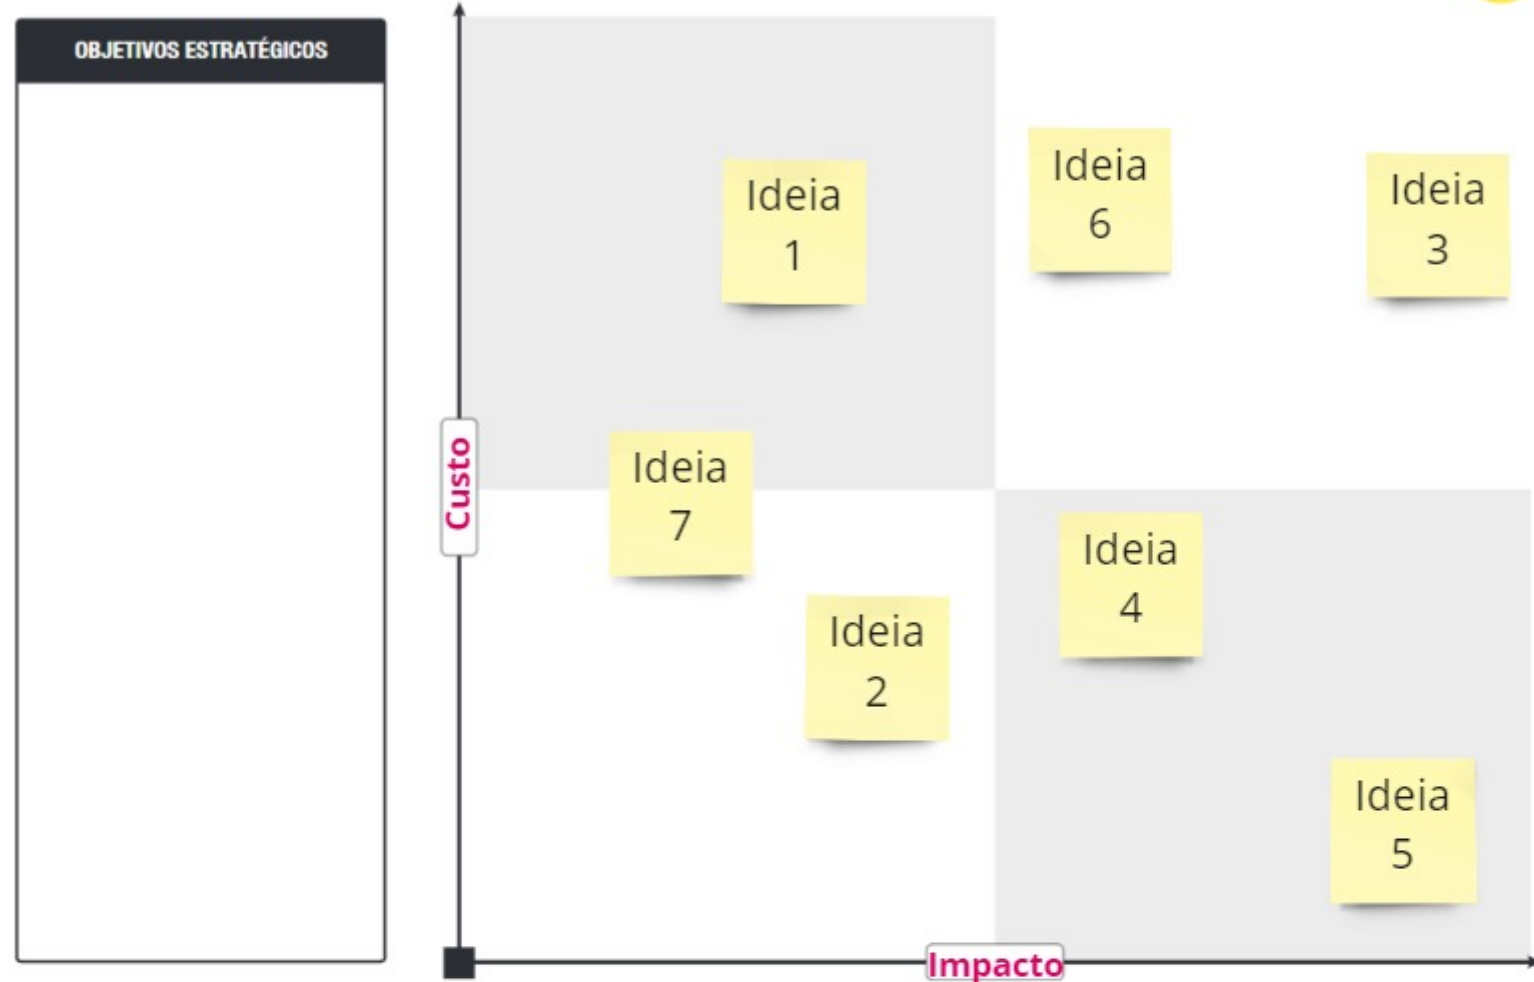 OBJETIVOS ESTRATÉGICOS
Ideia
1
Ideia
6
Ideia
3
Custo
Ideia
7
Ideia
4
Ideia
2
Ideia
5
Impacto